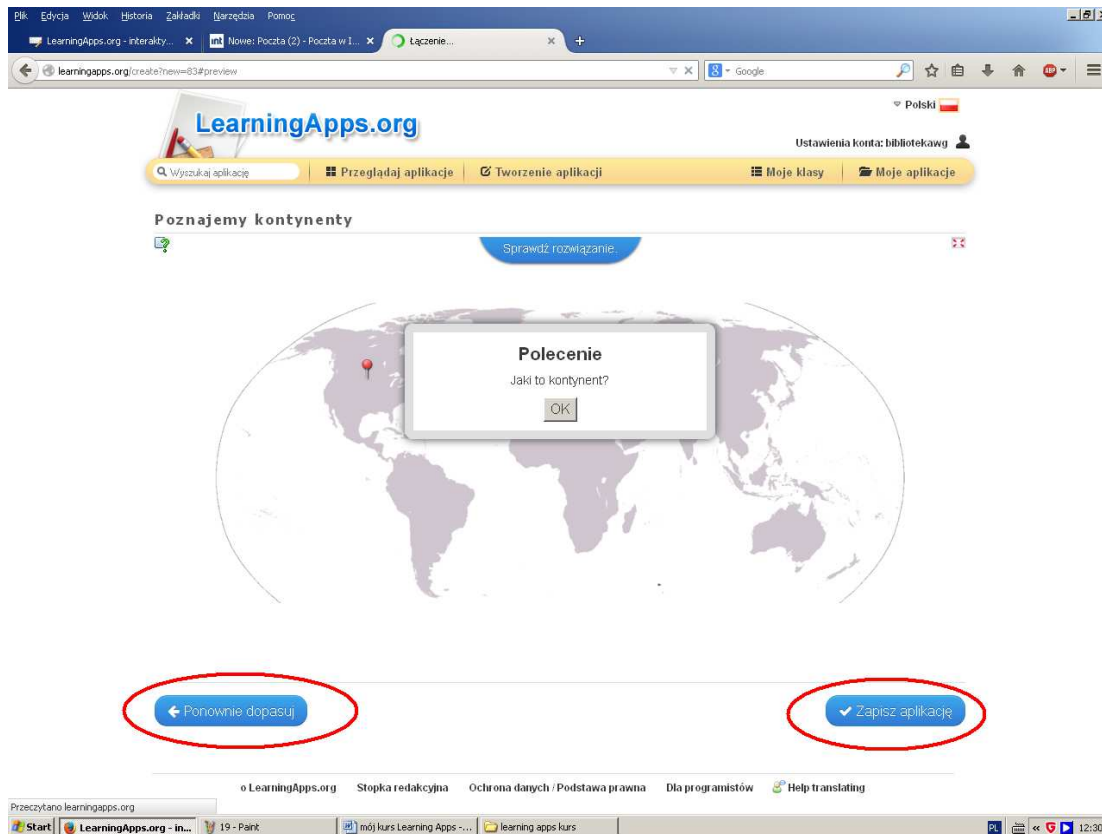 Plik Edycja Widok Historia Zakładki Narzędzia Pomoc
LearningApps.org - interakty... Nowe: Poczta (2) - Poczta w I... Łączenie...
learningapps.org/create?new=83#preview Google
LearningApps.org
Polski
Ustawienia konta: bibliotekawg
Wyszukaj aplikację Przeglądaj aplikacje Tworzenie aplikacji Moje klasy Moje aplikacje
Poznajemy kontynenty
Sprawdź rozwiązanie.
Polecenie
Jaki to kontynent?
OK
Ponownie dopasuj Zapisz aplikację
o LearningApps.org Stopka redakcyjna Ochrona danych / Podstawa prawna Dla programistów Help translating
Przeczytano learningapps.org
Start LearningApps.org - in... 19 - Paint mój kurs Learning Apps -... learning apps kurs PL 12:30